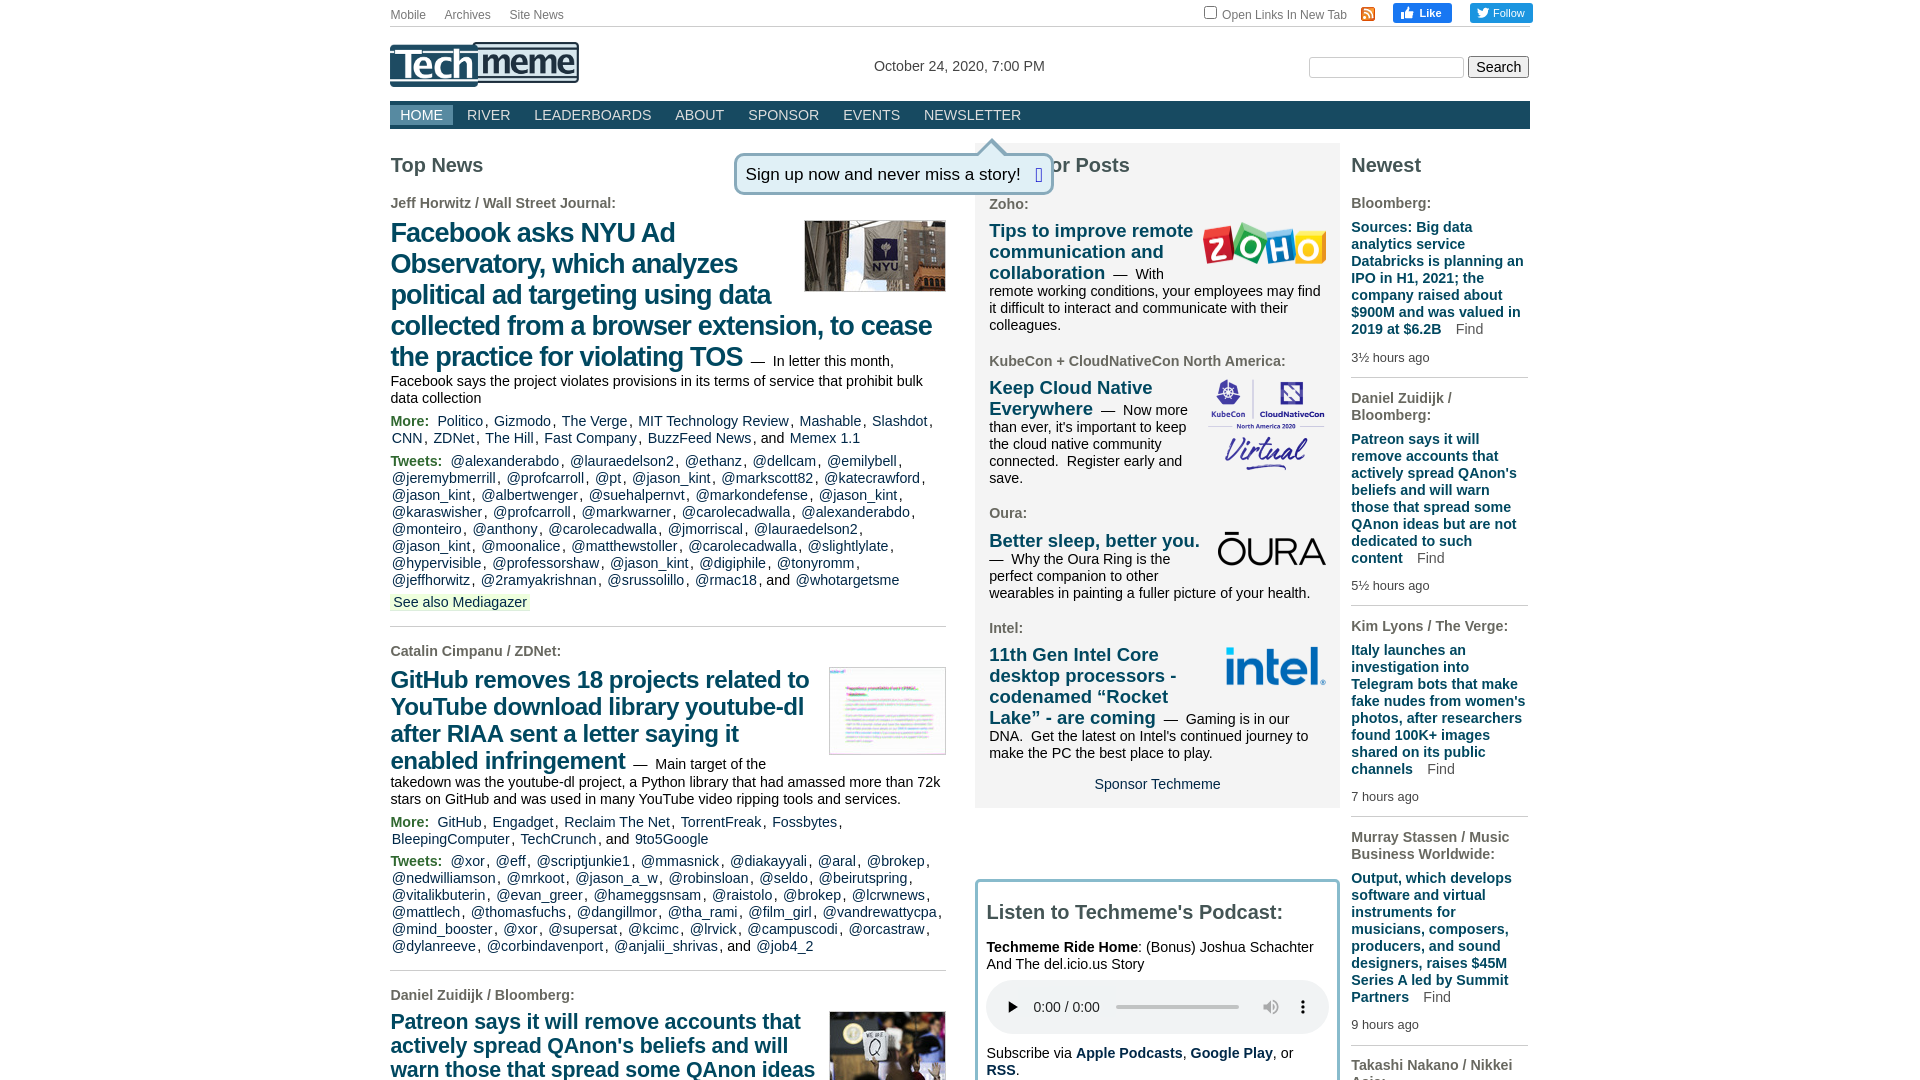 Mobile Archives Site News
Open Links In New Tab
Like
Follow
Techmeme
October 24, 2020, 7:00 PM
Search
HOME RIVER LEADERBOARDS ABOUT SPONSOR EVENTS NEWSLETTER
Sign up now and never miss a story!
Top News
Jeff Horwitz / Wall Street Journal:
Facebook asks NYU Ad
Observatory, which analyzes
political ad targeting using data
collected from a browser extension, to cease
the practice for violating TOS — In letter this month,
Facebook says the project violates provisions in its terms of service that prohibit bulk
data collection
NYU
More: Politico, Gizmodo, The Verge, MIT Technology Review, Mashable, Slashdot,
CNN, ZDNet, The Hill, Fast Company, BuzzFeed News, and Memex 1.1
Tweets: @alexanderabdo, @lauraedelson2, @ethanz, @dellcam, @emilybell,
@jeremybmerrill, @profcarroll, @pt, @jason_kint, @markscott82, @katecrawford,
@jason_kint, @albertwenger, @suehalpernvt, @markondefense, @jason_kint,
@karaswisher, @profcarroll, @markwarner, @carolecadwalla, @alexanderabdo,
@monteiro, @anthony, @carolecadwalla, @jmorriscal, @lauraedelson2,
@jason_kint, @moonalice, @matthewstoller, @carolecadwalla, @slightlylate,
@hypervisible, @professorshaw, @jason_kint, @digiphile, @tonyromm,
@jeffhorwitz, @2ramyakrishnan, @srussolillo, @rmac18, and @whotargetsme
See also Mediagazer
Catalin Cimpanu / ZDNet:
GitHub removes 18 projects related to
YouTube download library youtube-dl
after RIAA sent a letter saying it
enabled infringement — Main target of the
takedown was the youtube-dl project, a Python library that had amassed more than 72k
stars on GitHub and was used in many YouTube video ripping tools and services.
More: GitHub, Engadget, Reclaim The Net, TorrentFreak, Fossbytes,
BleepingComputer, TechCrunch, and 9to5Google
Tweets: @xor, @eff, @scriptjunkie1, @mmasnick, @diakayyali, @aral, @brokep,
@nedwilliamson, @mrkoot, @jason_a_w, @robinsloan, @seldo, @beirutspring,
@vitalikbuterin, @evan_greer, @hameggsnsam, @raistolo, @brokep, @lcrwnews,
@mattlech, @thomasfuchs, @dangillmor, @tha_rami, @film_girl, @vandrewattycpa,
@mind_booster, @xor, @supersat, @kcimc, @lrvick, @campuscodi, @orcastraw,
@dylanreeve, @corbindavenport, @anjalii_shrivas, and @job4_2
Daniel Zuidijk / Bloomberg:
Patreon says it will remove accounts that
actively spread QAnon's beliefs and will
warn those that spread some QAnon ideas
WE ARE
Q
or Posts
Zoho:
Tips to improve remote
communication and
collaboration — With
remote working conditions, your employees may find
it difficult to interact and communicate with their
colleagues.
ZOHO
KubeCon + CloudNativeCon North America:
Keep Cloud Native
Everywhere — Now more
than ever, it's important to keep
the cloud native community
connected. Register early and
save.
KubeCon CloudNativeCon
North America 2020
Virtual
Oura:
Better sleep, better you.
— Why the Oura Ring is the
perfect companion to other
wearables in painting a fuller picture of your health.
ŌURA
Intel:
11th Gen Intel Core
desktop processors -
codenamed “Rocket
Lake” - are coming — Gaming is in our
DNA. Get the latest on Intel's continued journey to
make the PC the best place to play.
intel®
Sponsor Techmeme
Listen to Techmeme's Podcast:
Techmeme Ride Home: (Bonus) Joshua Schachter
And The del.icio.us Story
0:00 / 0:00
Subscribe via Apple Podcasts, Google Play, or
RSS.
Newest
Bloomberg:
Sources: Big data
analytics service
Databricks is planning an
IPO in H1, 2021; the
company raised about
$900M and was valued in
2019 at $6.2B Find
3½ hours ago
Daniel Zuidijk /
Bloomberg:
Patreon says it will
remove accounts that
actively spread QAnon's
beliefs and will warn
those that spread some
QAnon ideas but are not
dedicated to such
content Find
5½ hours ago
Kim Lyons / The Verge:
Italy launches an
investigation into
Telegram bots that make
fake nudes from women's
photos, after researchers
found 100K+ images
shared on its public
channels Find
7 hours ago
Murray Stassen / Music
Business Worldwide:
Output, which develops
software and virtual
instruments for
musicians, composers,
producers, and sound
designers, raises $45M
Series A led by Summit
Partners Find
9 hours ago
Takashi Nakano / Nikkei
Asia: